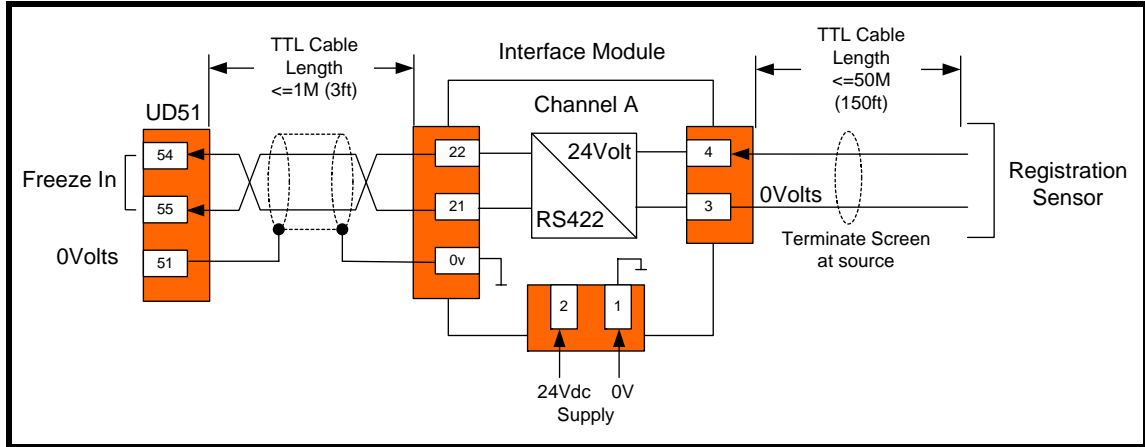 TTL Cable
Length
<=1M (3ft)
Interface Module
TTL Cable
Length
<=50M
(150ft)
UD51
Channel A
54
22
24Volt
4
Freeze In
Registration
Sensor
55
21
RS422
3
0Volts
0Volts
51
0v
Terminate Screen
at source
2
1
24Vdc
0V
Supply